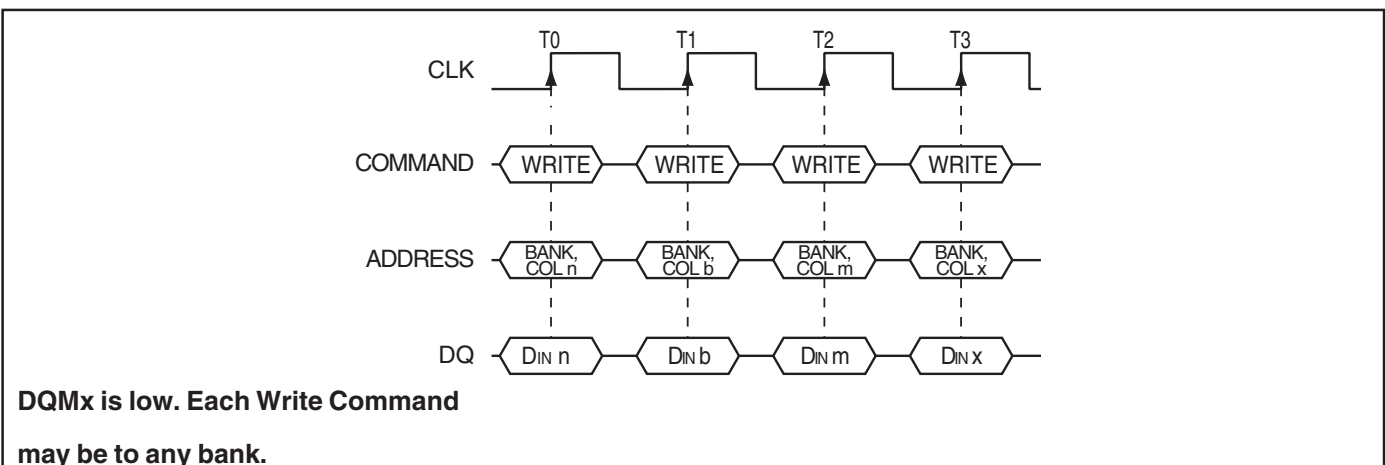 T0 T1 T2 T3
CLK
COMMAND WRITE WRITE WRITE WRITE
ADDRESS BANK, BANK, BANK, BANK,
COL n COL b COL m COL x
DQ DIN n DIN b DIN m DIN x
DQMx is low. Each Write Command
may be to any bank.